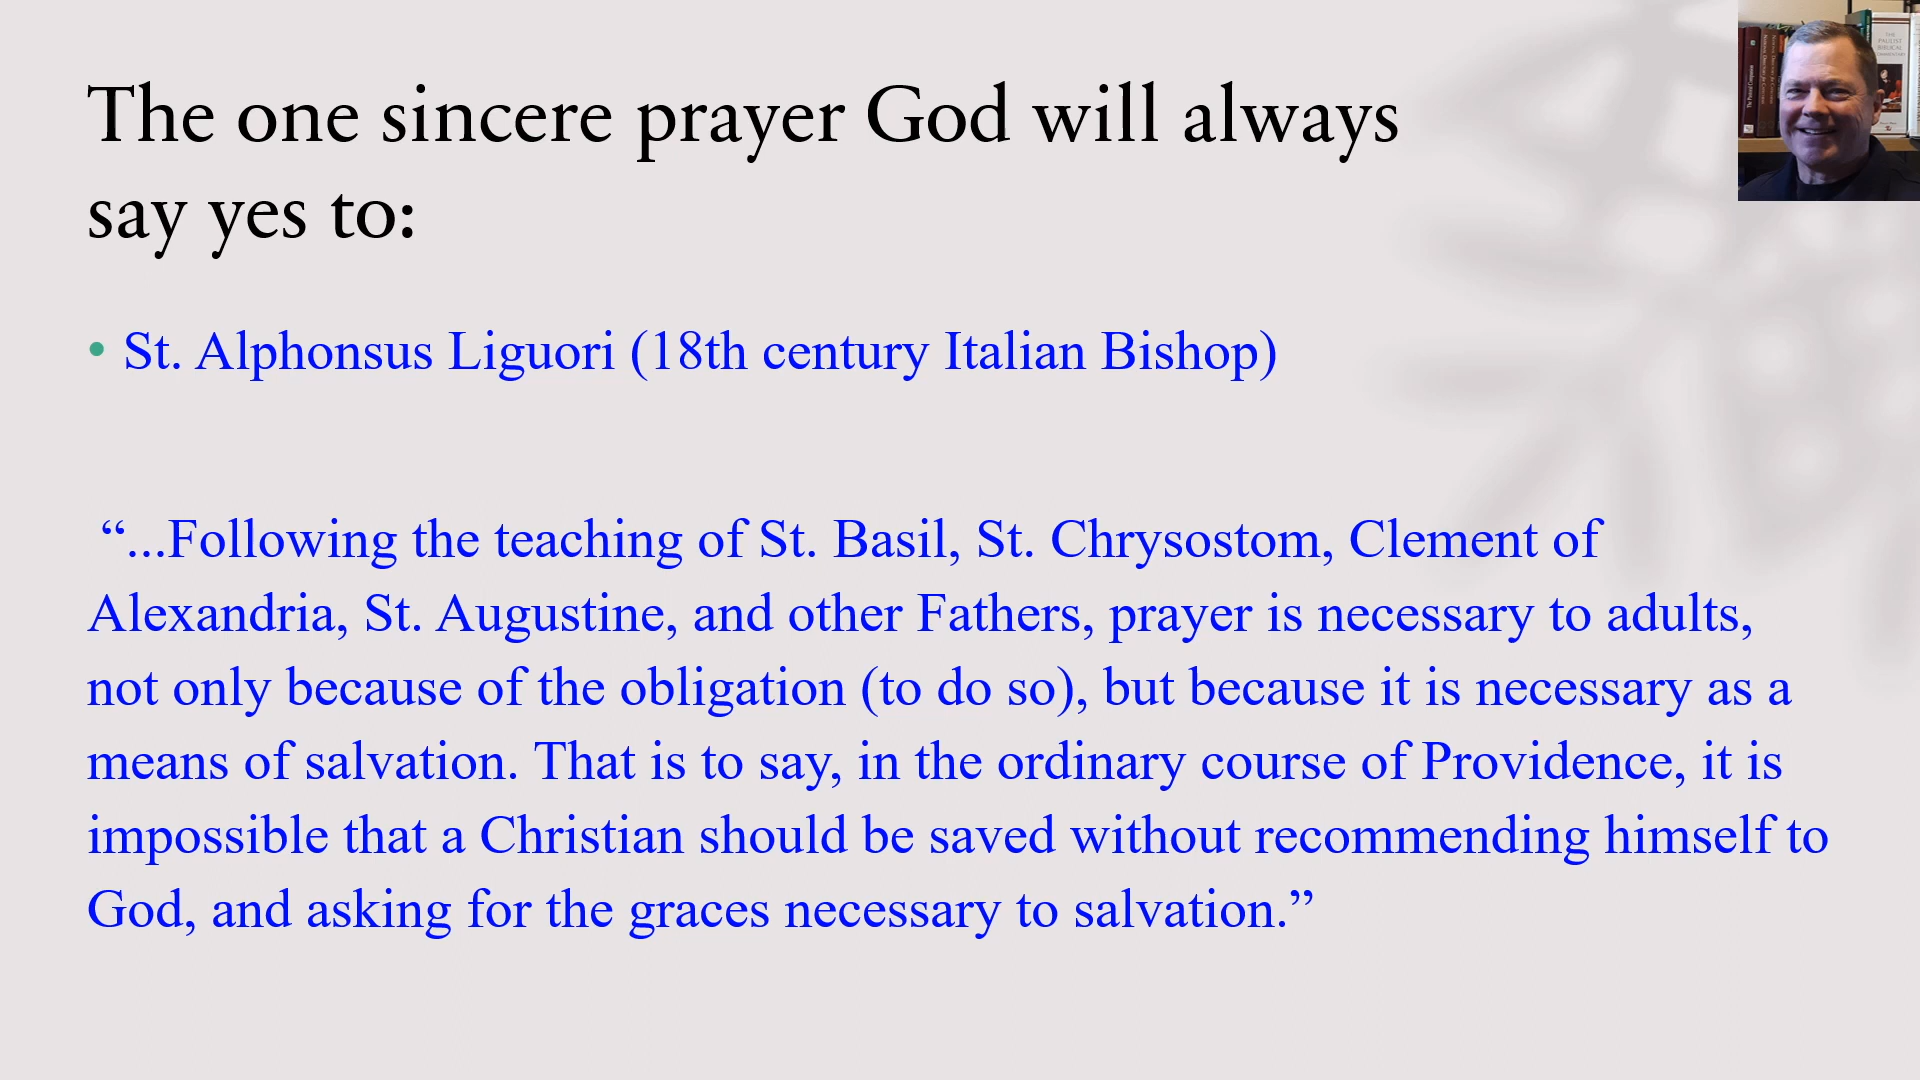 The one sincere prayer God will always
say yes to:
• St. Alphonsus Liguori (18th century Italian Bishop)
“...Following the teaching of St. Basil, St. Chrysostom, Clement of
Alexandria, St. Augustine, and other Fathers, prayer is necessary to adults,
not only because of the obligation (to do so), but because it is necessary as a
means of salvation. That is to say, in the ordinary course of Providence, it is
impossible that a Christian should be saved without recommending himself to
God, and asking for the graces necessary to salvation.”
THE
PAULIST
BIBLICAL
COMMENTARY